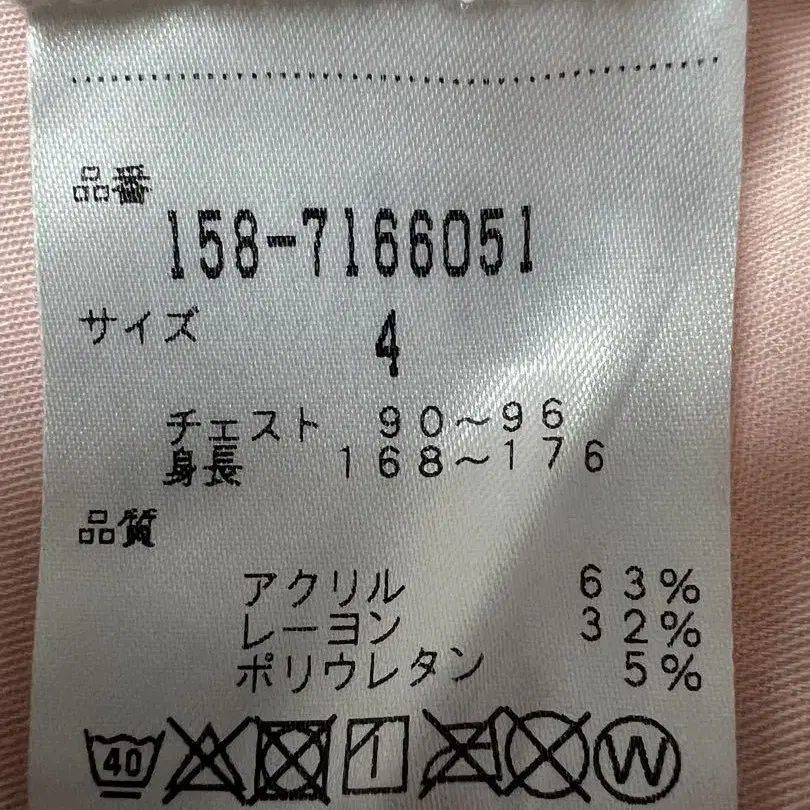 品番
158-7166051
サイズ 4
チェスト 90～96
身長 168～176
品質
アクリル 63%
レーヨン 32%
ポリウレタン 5%
40 W